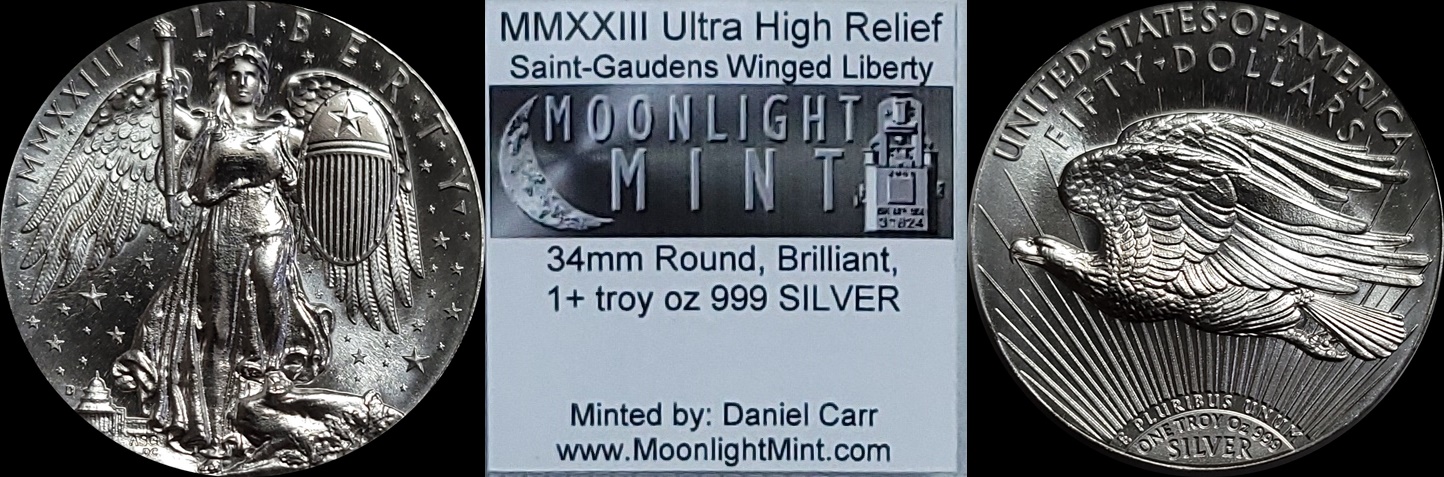 MMXXIII · LIBERTY
ASG
DC
MMXXIII Ultra High Relief
Saint-Gaudens Winged Liberty
MOONLIGHT
MINT
34mm Round, Brilliant,
1+ troy oz 999 SILVER
Minted by: Daniel Carr
www.MoonlightMint.com
UNITED·STATES·OF·AMERICA
FIFTY·DOLLARS
E PLURIBUS UNUM
ONE TROY OZ 999
SILVER